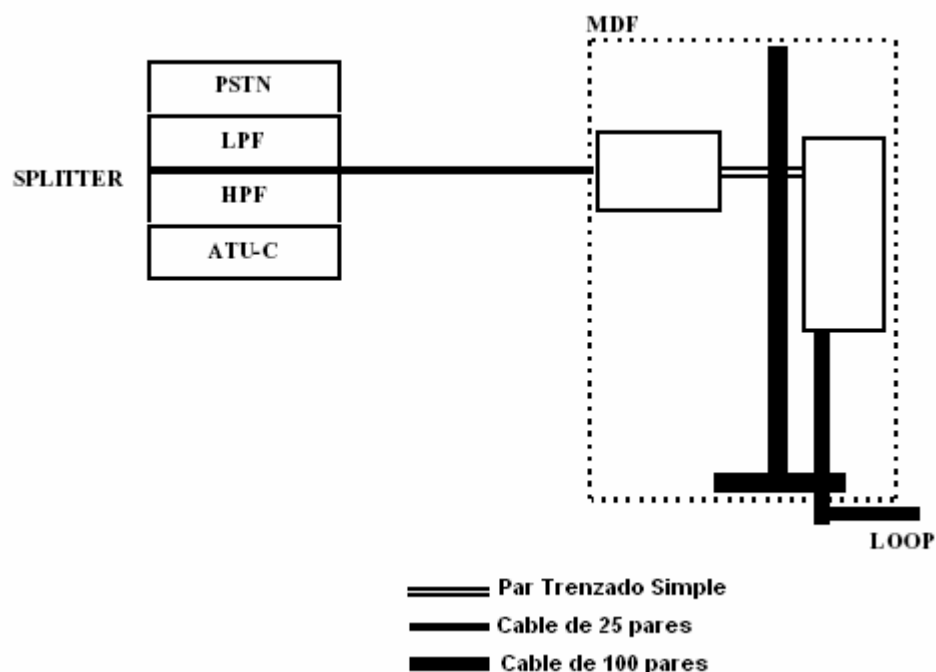 MDF
PSTN
LPF
SPLITTER
HPF
ATU-C
LOOP
Par Trenzado Simple
Cable de 25 pares
Cable de 100 pares